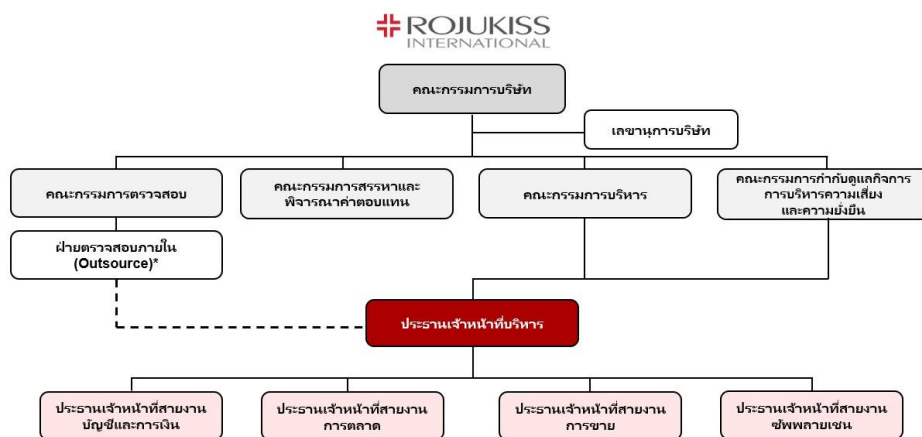 ROJUKISS
INTERNATIONAL
คณะกรรมการบริษัท
เลขานุการบริษัท
คณะกรรมการตรวจสอบ
คณะกรรมการสรรหาและ
พิจารณาค่าตอบแทน
คณะกรรมการบริหาร
คณะกรรมการกำกับดูแลกิจการ
การบริหารความเสี่ยง
และความยั่งยืน
ฝ่ายตรวจสอบภายใน
(Outsource)*
ประธานเจ้าหน้าที่บริหาร
ประธานเจ้าหน้าที่สายงาน
บัญชีและการเงิน
ประธานเจ้าหน้าที่สายงาน
การตลาด
ประธานเจ้าหน้าที่สายงาน
การขาย
ประธานเจ้าหน้าที่สายงาน
ซัพพลายเชน